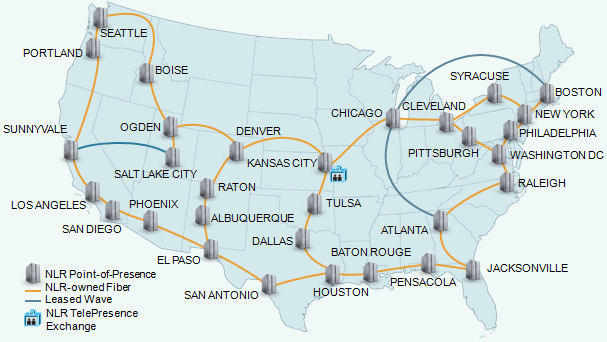 SEATTLE
PORTLAND
BOISE
SYRACUSE
BOSTON
CHICAGO
CLEVELAND
NEW YORK
SUNNYVALE
OGDEN
DENVER
PHILADELPHIA
PITTSBURGH
WASHINGTON DC
KANSAS CITY
SALT LAKE CITY
RATON
RALEIGH
LOS ANGELES
PHOENIX
TULSA
SAN DIEGO
ALBUQUERQUE
ATLANTA
DALLAS
BATON ROUGE
EL PASO
JACKSONVILLE
SAN ANTONIO
HOUSTON
PENSACOLA
NLR Point-of-Presence
NLR-owned Fiber
Leased Wave
NLR TelePresence
Exchange